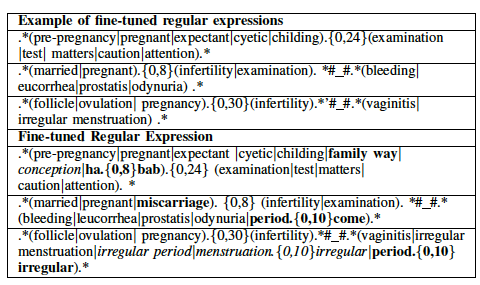 Example of fine-tuned regular expressions
.*(pre-pregnancy|pregnant|expectant|cyetic|childing).{0,24}(examination
|test| matters|caution|attention).*
.*(married|pregnant).{0,8}(infertility|examination). *#_#.*(bleeding|
eucorrhea|prostatis|odynuria) .*
.*(follicle|ovulation| pregnancy).{0,30}(infertility).*'#_#.*(vaginitis|
irregular menstruation) .*
Fine-tuned Regular Expression
.*(pre-pregnancy|pregnant|expectant |cyetic|childing|family way|
conception|ha.{0,8}bab).{0,24} (examination|test|matters|
caution|attention). *
.*(married|pregnant|miscarriage). {0,8} (infertility|examination). *#_#.*
(bleeding|leucorrhea|prostatis|odynuria|period.{0,10}come).*
.*(follicle|ovulation| pregnancy).{0,30}(infertility).*#_#.*(vaginitis|irregular
menstruation|irregular period|menstruation.{0,10}irregular|period.{0,10}
irregular).*